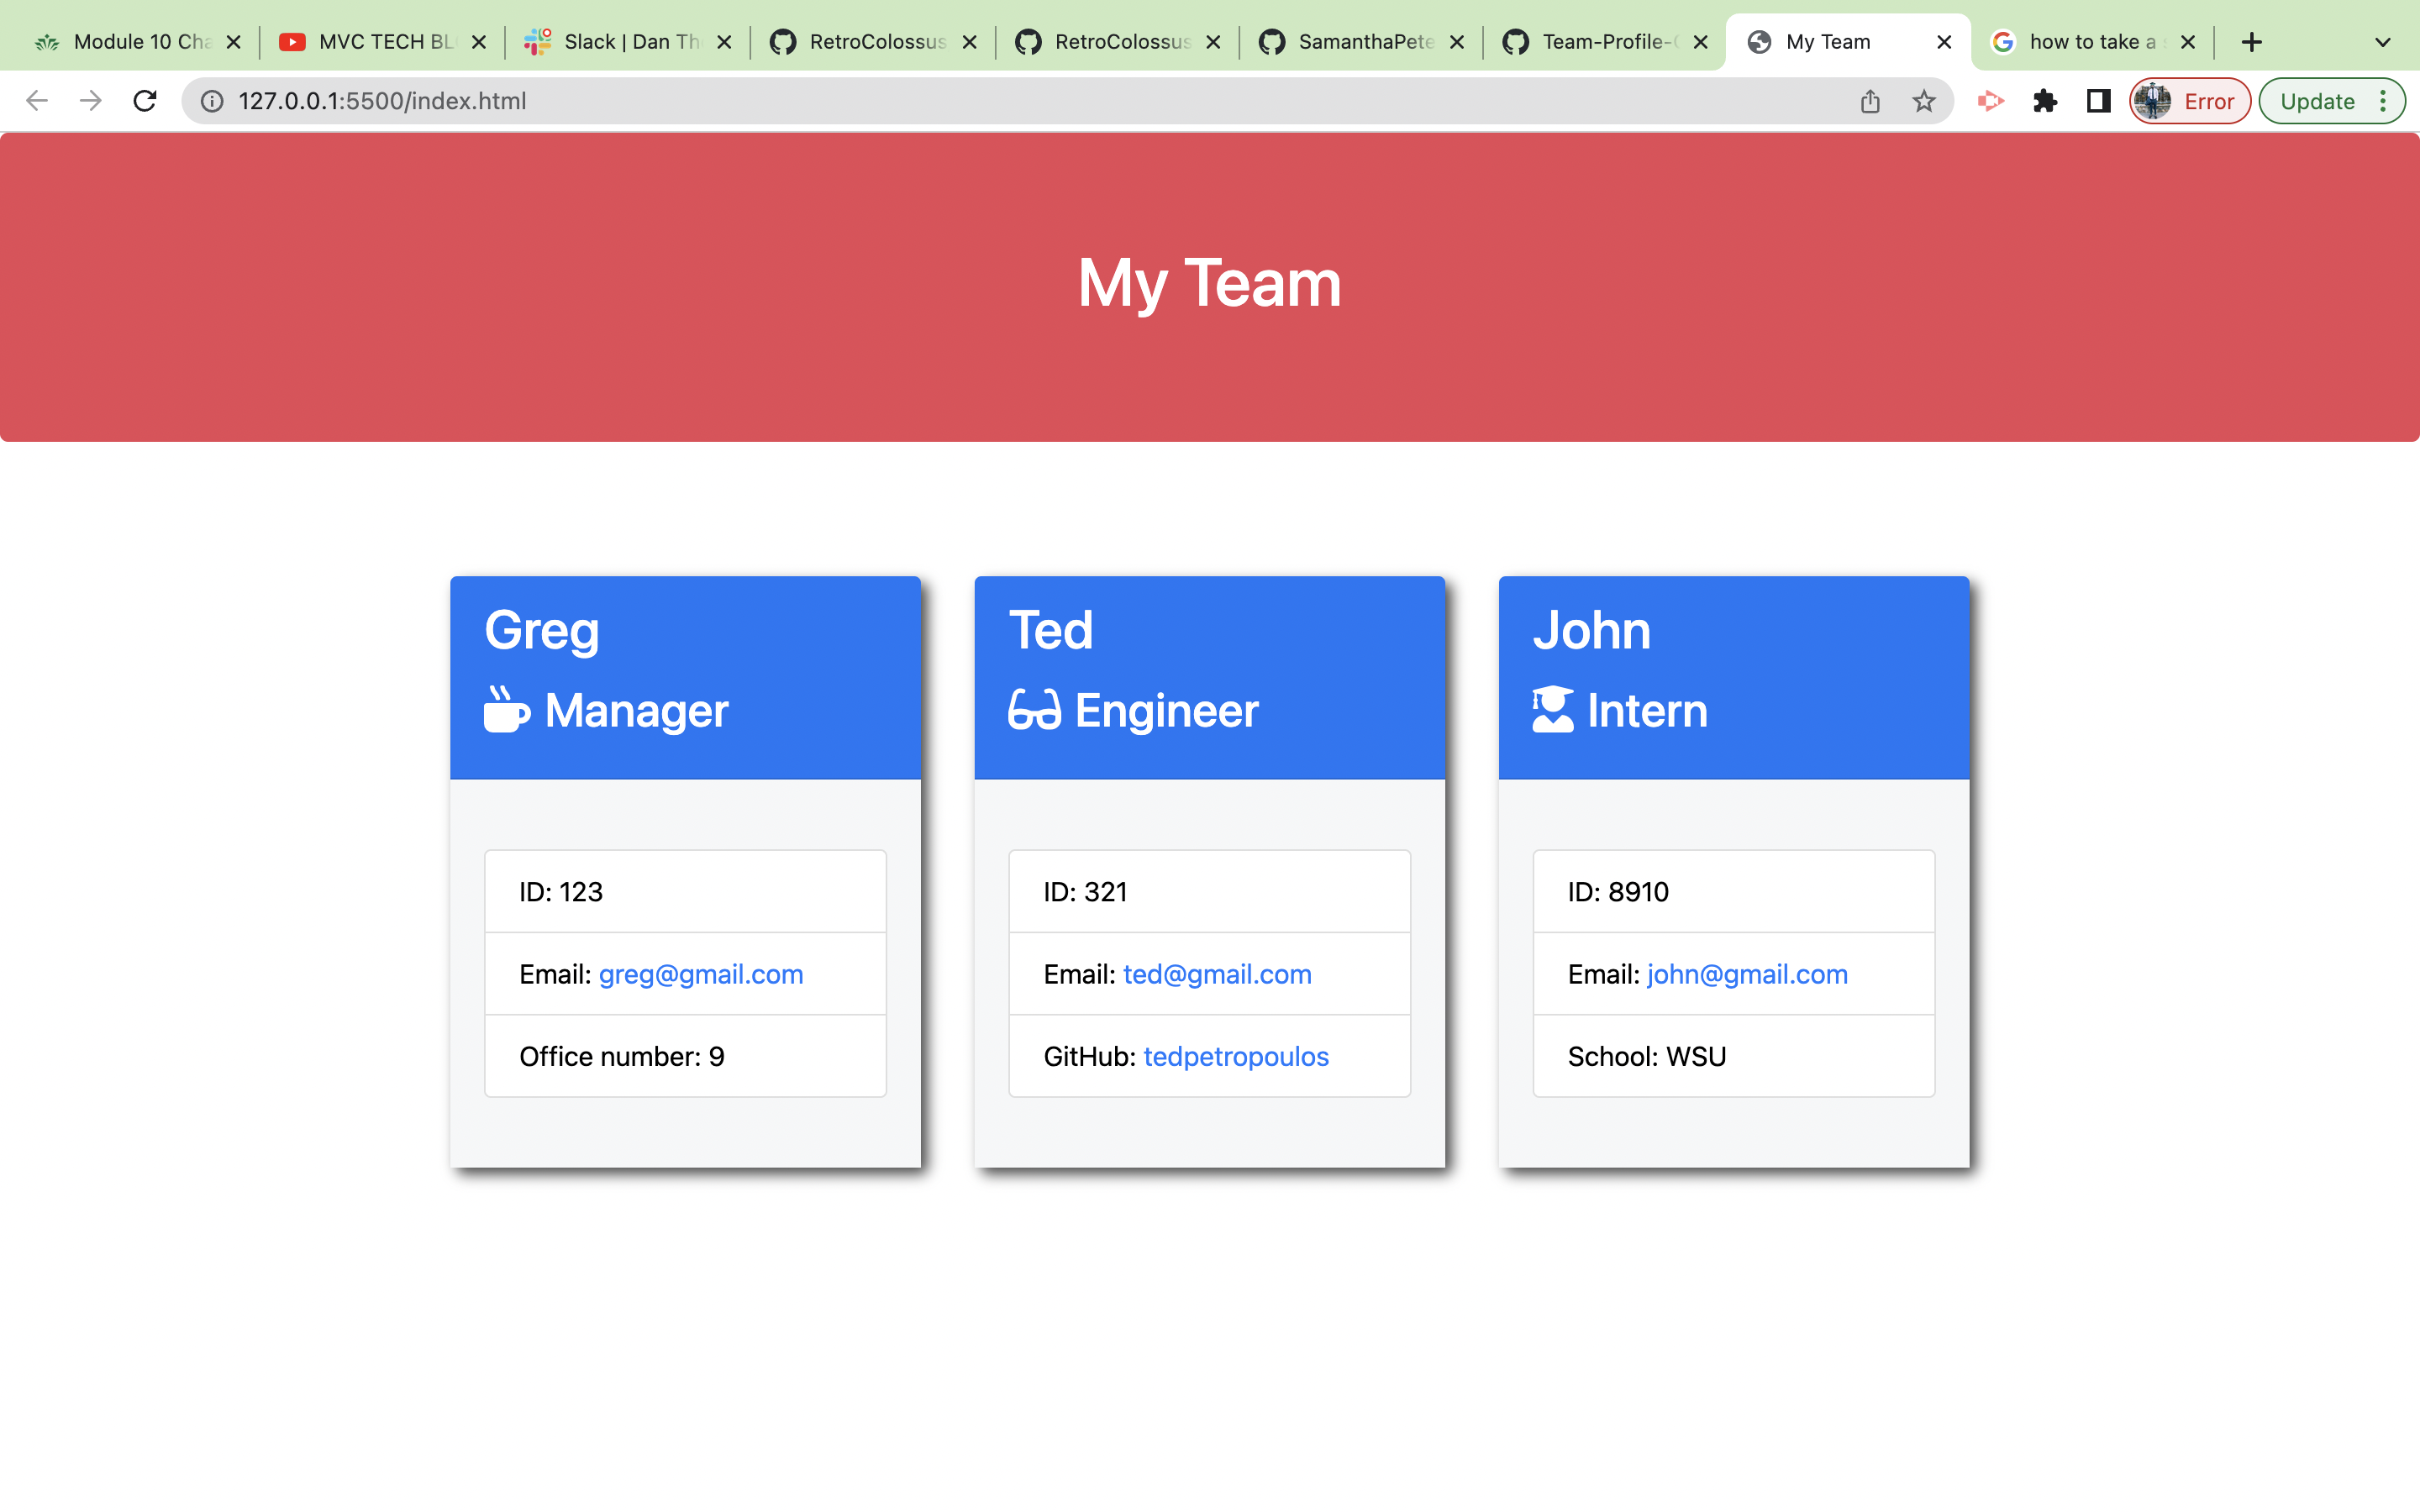 Module 10 Cha
MVC TECH BL
Slack | Dan Th
RetroColossus
RetroColossus
SamanthaPete
Team-Profile-
My Team
how to take a
127.0.0.1:5500/index.html
Error
Update
My Team
Greg
Manager
ID: 123
Email: greg@gmail.com
Office number: 9
Ted
Engineer
ID: 321
Email: ted@gmail.com
GitHub: tedpetropoulos
John
Intern
ID: 8910
Email: john@gmail.com
School: WSU